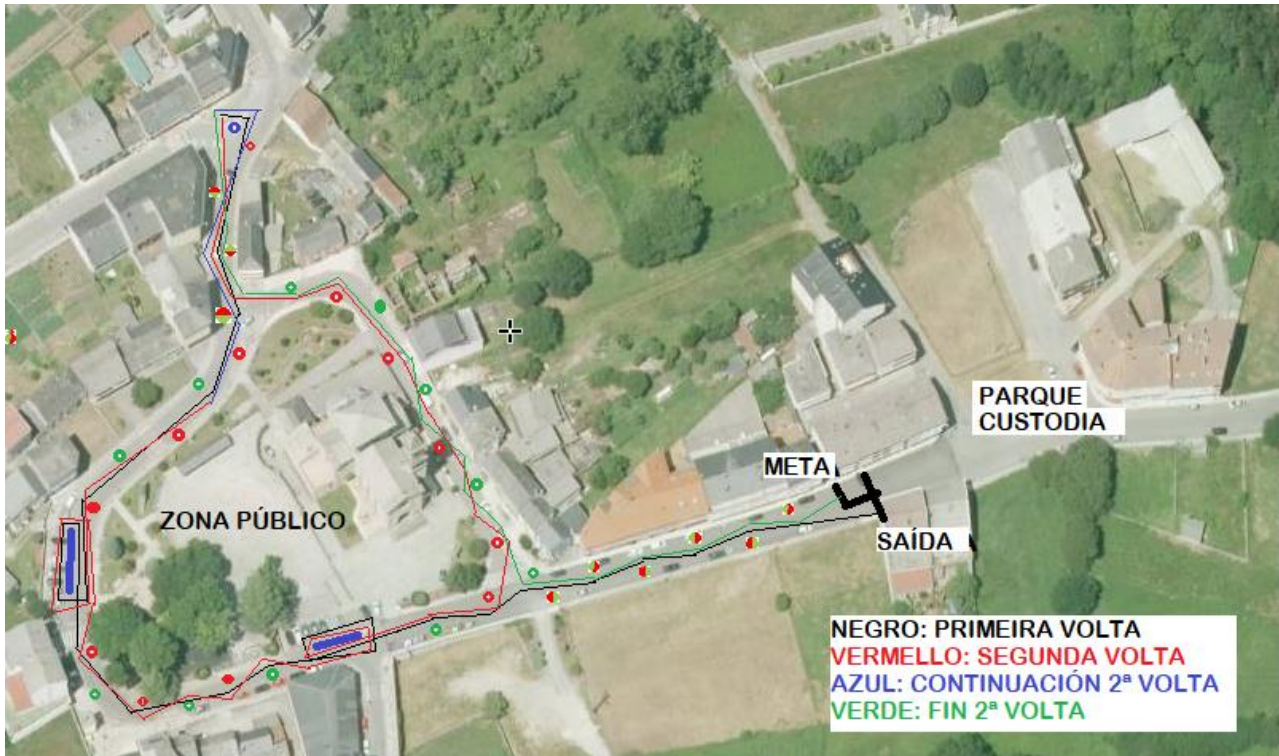 PARQUE
CUSTODIA
META
SAÍDA
ZONA PÚBLICO
NEGRO: PRIMEIRA VOLTA
VERMELLO: SEGUNDA VOLTA
AZUL: CONTINUACIÓN 2ª VOLTA
VERDE: FIN 2ª VOLTA